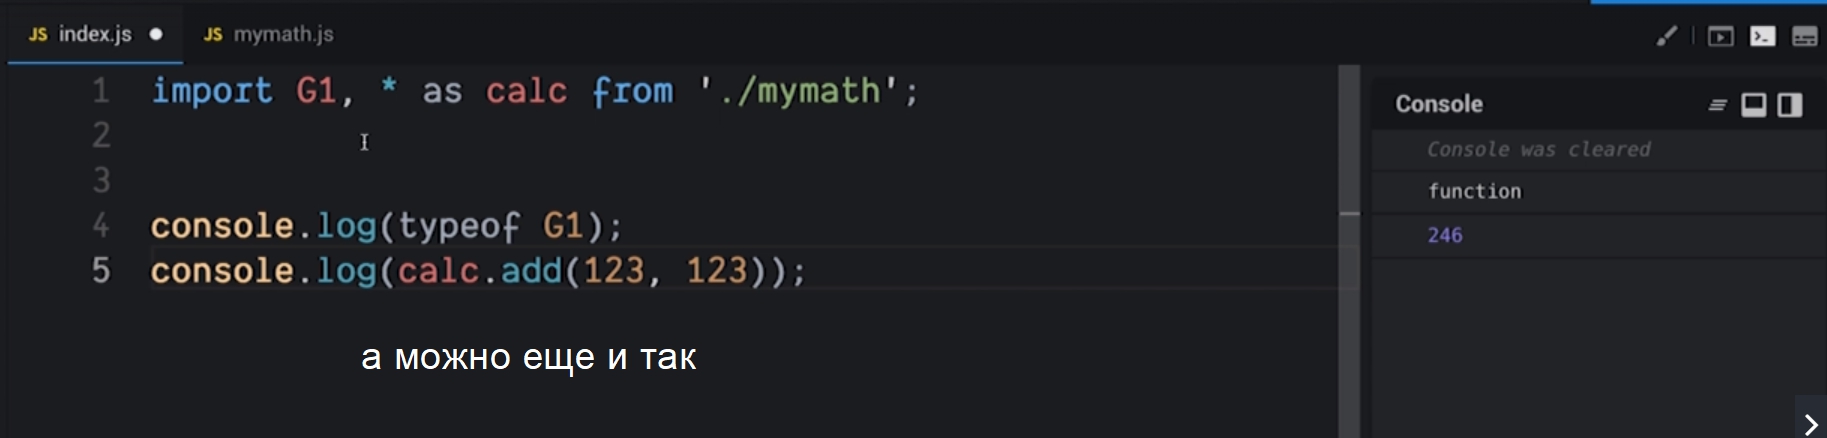 JS index.js ● JS mymath.js
1 import G1, * as calc from './mymath';
2
3
4 console.log(typeof G1);
5 console.log(calc.add(123, 123));
а можно еще и так
Console
Console was cleared
function
246